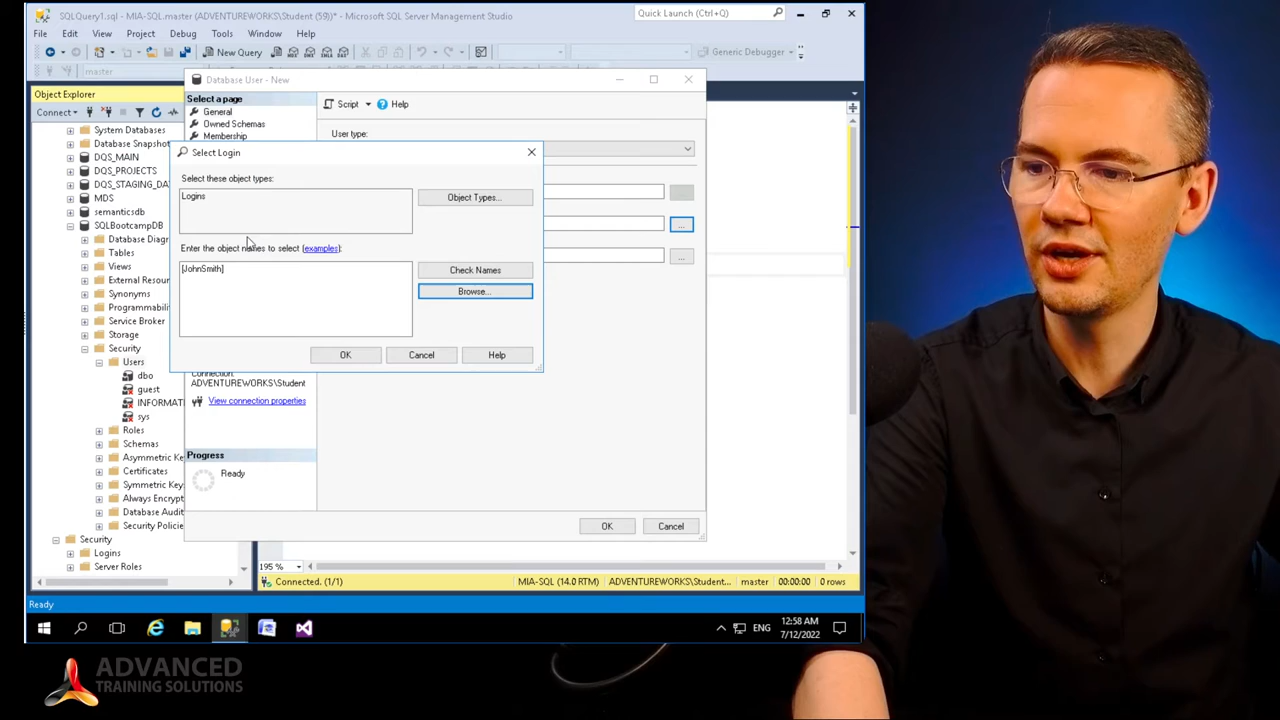 SQLQuery1.sql - MIA-SQL.master (ADVENTUREWORKS\Student (59))* - Microsoft SQL Server Management Studio
Quick Launch (Ctrl+Q)
File Edit View Project Debug Tools Window Help
New Query
Generic Debugger
master
Object Explorer
Connect
System Databases
Database Snapshot
DQS_MAIN
DQS_PROJECTS
DQS_STAGING_DA
MDS
semanticsdb
SQLBootcampDB
Database Diagr
Tables
Views
External Resour
Synonyms
Programmabili
Service Broker
Storage
Security
Users
dbo
guest
INFORMATI
sys
Roles
Schemas
Asymmetric Ke
Certificates
Symmetric Key
Always Encrypt
Database Audit
Security Policie
Security
Logins
Server Roles
Database User - New
Select a page
General
Owned Schemas
Membership
Script Help
User type:
Select Login
Select these object types:
Logins
Object Types...
Enter the object names to select (examples):
[JohnSmith]
Check Names
Browse...
OK Cancel Help
Connection:
ADVENTUREWORKS\Student
View connection properties
Progress
Ready
OK Cancel
...
...
195 %
Connected. (1/1) MIA-SQL (14.0 RTM) ADVENTUREWORKS\Student... master 00:00:00 0 rows
Ready
ENG
12:58 AM
7/12/2022
ADVANCED
TRAINING SOLUTIONS